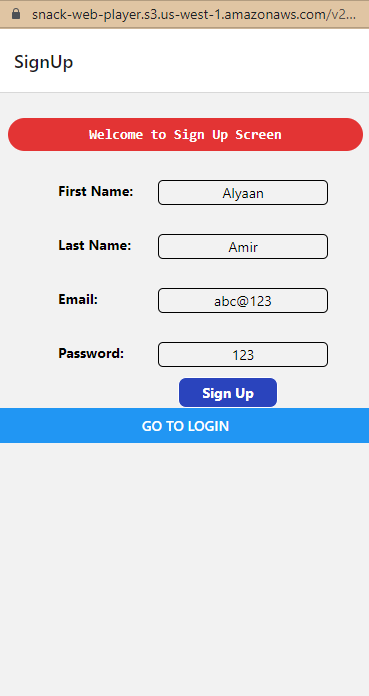 snack-web-player.s3.us-west-1.amazonaws.com/v2...
SignUp
Welcome to Sign Up Screen
First Name: Alyaan
Last Name: Amir
Email: abc@123
Password: 123
Sign Up
GO TO LOGIN